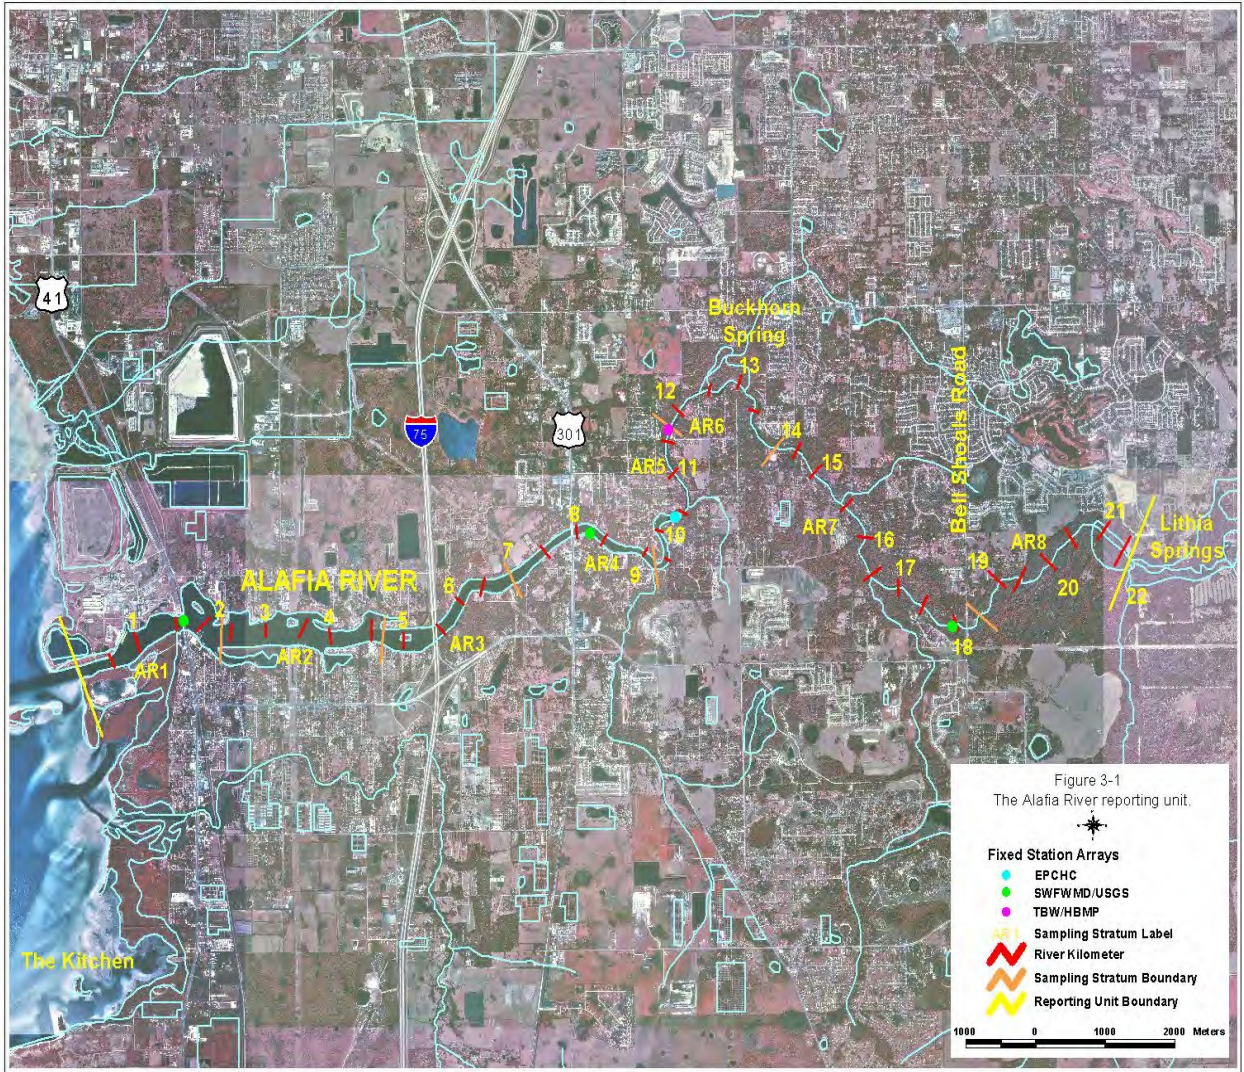 41
Buckhorn
Spring
13
12
AR6
Bell Shoals Road
301
75
14
15
AR5
11
AR7
21
Lithia
Springs
8
10
16
AR8
7
AR4
9
17
19
20
22
ALAFIA RIVER
6
1
2
3
4
5
AR3
18
AR1
AR2
The Kitchen
Figure 3-1
The Alafia River reporting unit.
Fixed Station Arrays
EPCHC
SWFWMD/USGS
TBW/HBMP
Sampling Stratum Label
River Kilometer
Sampling Stratum Boundary
Reporting Unit Boundary
1000 0 1000 2000 Meters